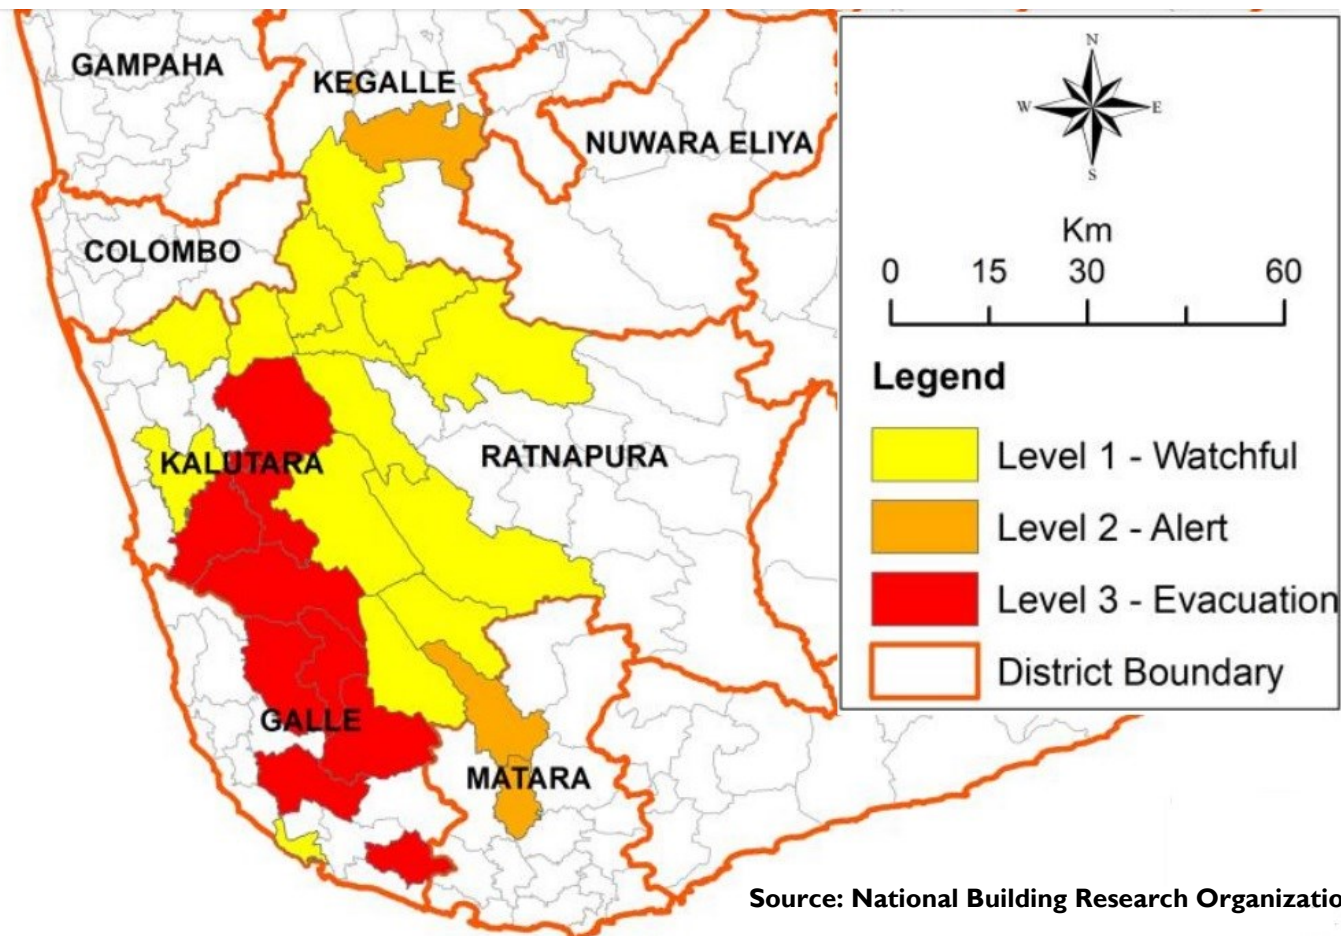 GAMPAHA
KEGALLE
NUWARA ELIYA
COLOMBO
KALUTARA
RATNAPURA
GALLE
MATARA
N
W
E
S
Km
0 15 30 60
Legend
Level 1 - Watchful
Level 2 - Alert
Level 3 - Evacuation
District Boundary
Source: National Building Research Organizatio